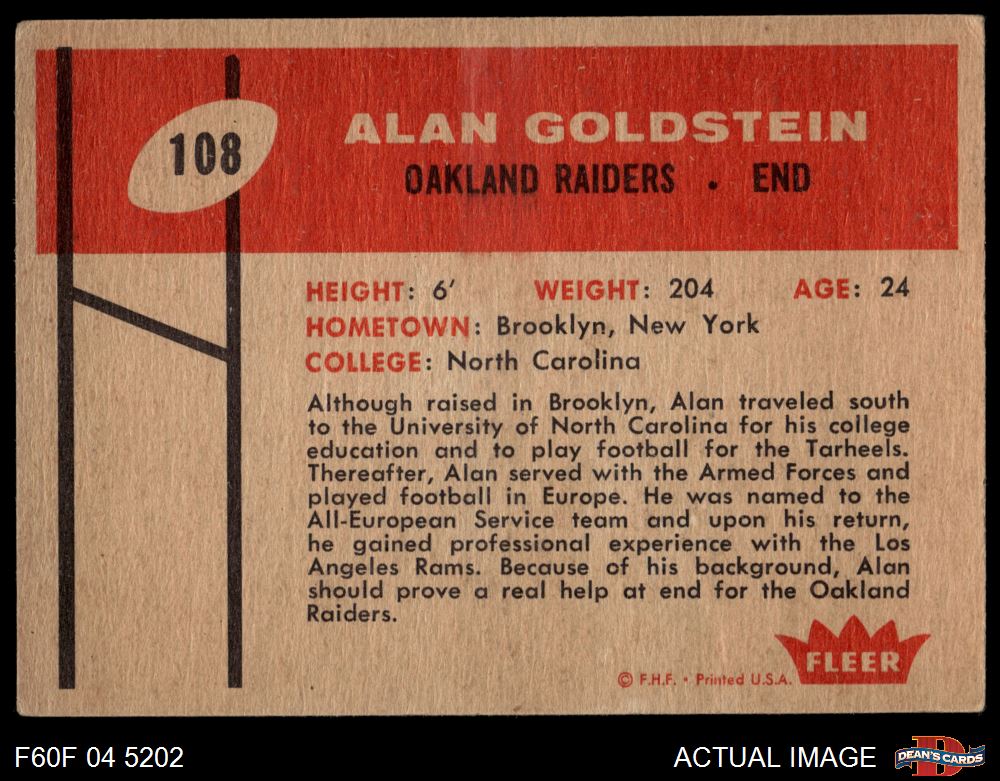 108
ALAN GOLDSTEIN
OAKLAND RAIDERS . END
HEIGHT: 6' WEIGHT: 204 AGE: 24
HOMETOWN: Brooklyn, New York
COLLEGE: North Carolina
Although raised in Brooklyn, Alan traveled south
to the University of North Carolina for his college
education and to play football for the Tarheels.
Thereafter, Alan served with the Armed Forces and
played football in Europe. He was named to the
All-European Service team and upon his return,
he gained professional experience with the Los
Angeles Rams. Because of his background, Alan
should prove a real help at end for the Oakland
Raiders.
FLEER
© F.H.F. • Printed U.S.A.
F60F 04 5202
ACTUAL IMAGE
D
DEAN'S CARDS